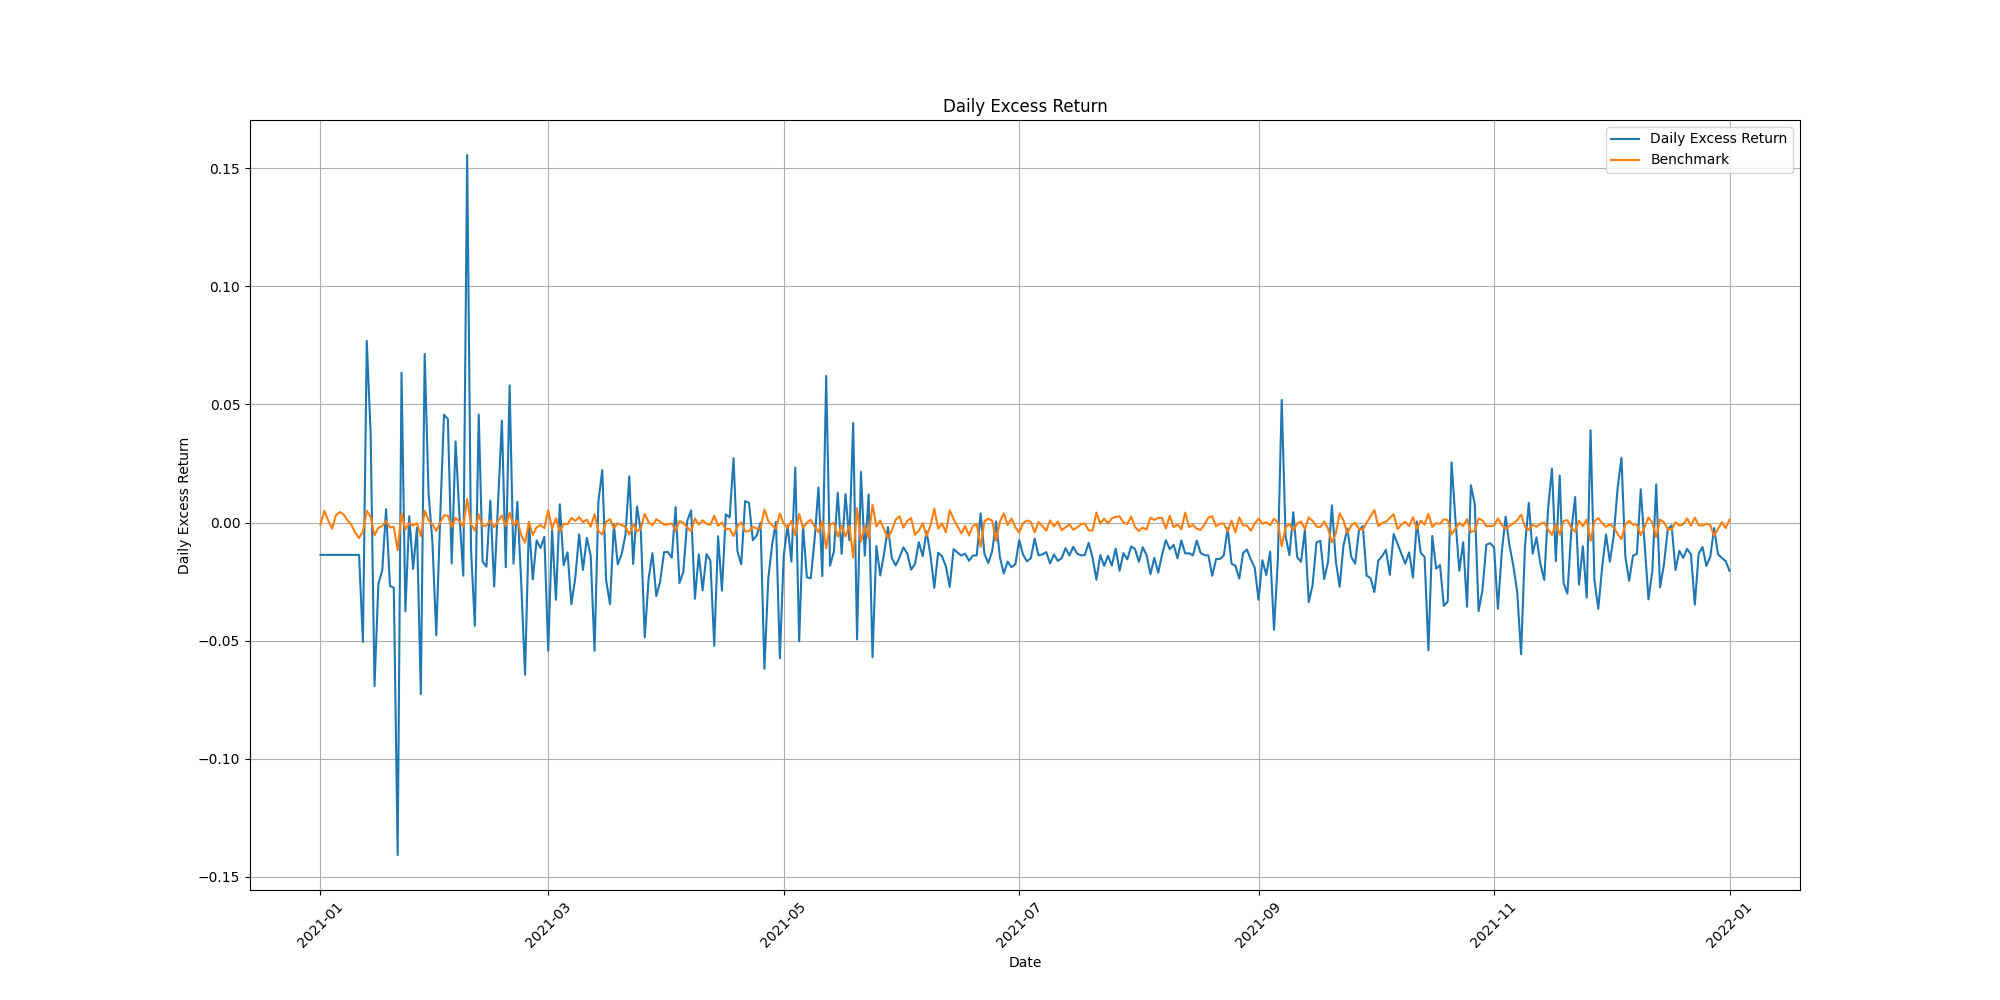 Daily Excess Return
Daily Excess Return
Benchmark
Daily Excess Return
0.15
0.10
0.05
0.00
−0.05
−0.10
−0.15
2021-01
2021-03
2021-05
2021-07
2021-09
2021-11
2022-01
Date